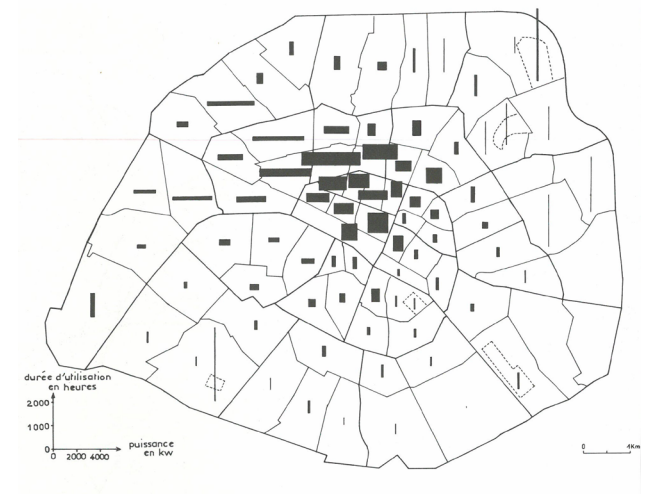 durée d'utilisation
en heures
2000
1000
0
0 2000 4000
puissance
en kw
0 1Km